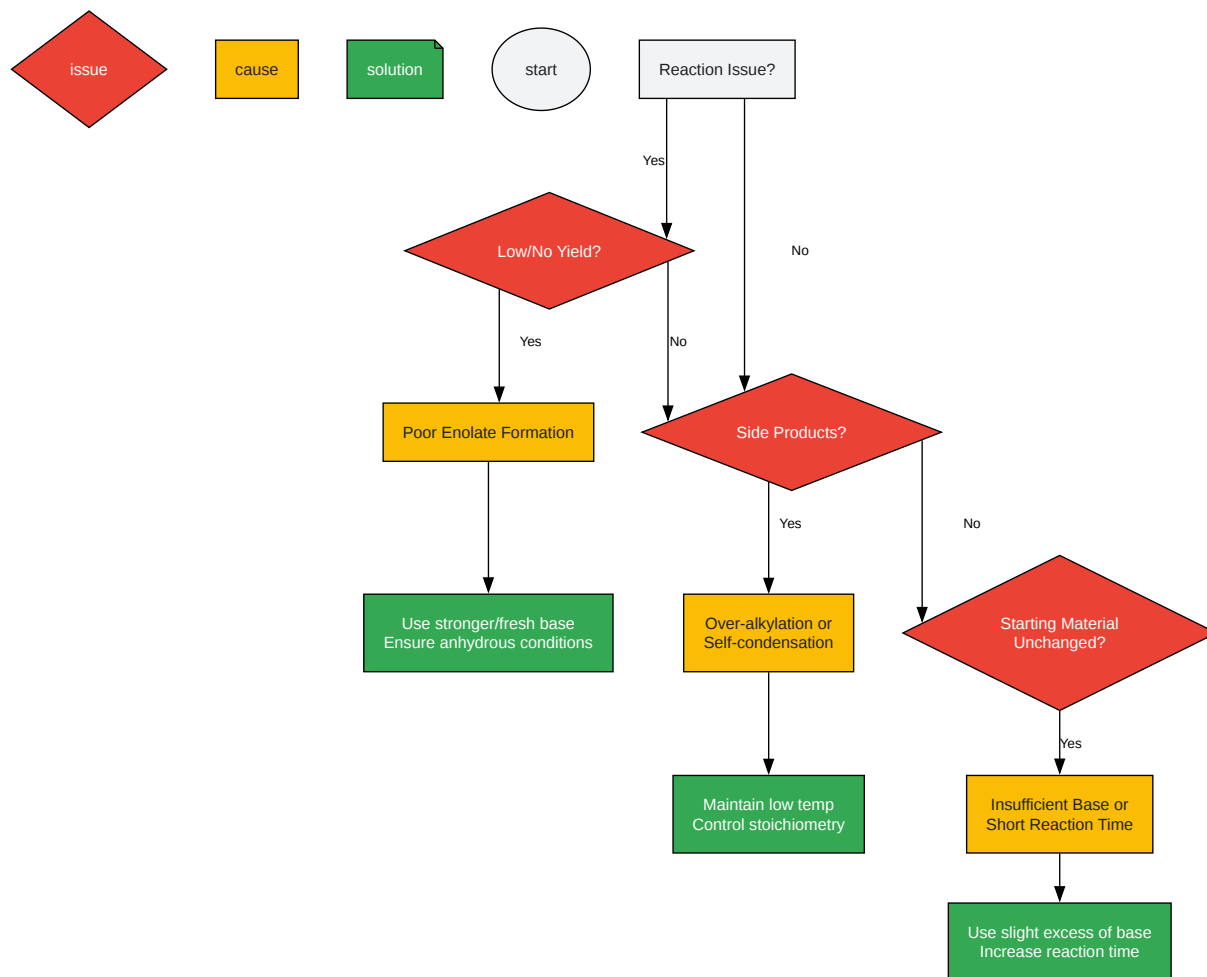 issue
cause
solution
start
Reaction Issue?
Yes
Low/No Yield?
No
Yes
No
Poor Enolate Formation
Side Products?
Yes
No
Use stronger/fresh base
Ensure anhydrous conditions
Over-alkylation or
Self-condensation
Starting Material
Unchanged?
Yes
Maintain low temp
Control stoichiometry
Insufficient Base or
Short Reaction Time
Use slight excess of base
Increase reaction time